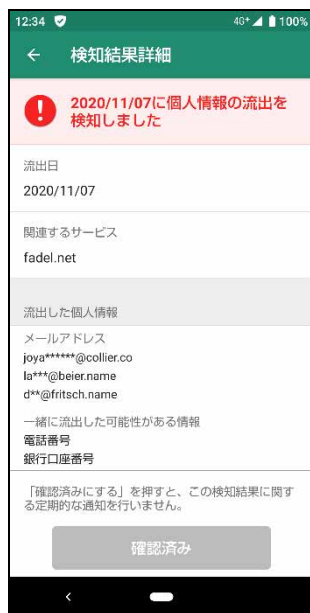 12:34
4G+ 100%
検知結果詳細
2020/11/07に個人情報の流出を
検知しました
流出日
2020/11/07
関連するサービス
fadel.net
流出した個人情報
メールアドレス
joya******@collier.co
la***@beier.name
d**@fritsch.name
一緒に流出した可能性がある情報
電話番号
銀行口座番号
「確認済みにする」を押すと、この検知結果に関す
る定期的な通知を行いません。
確認済み